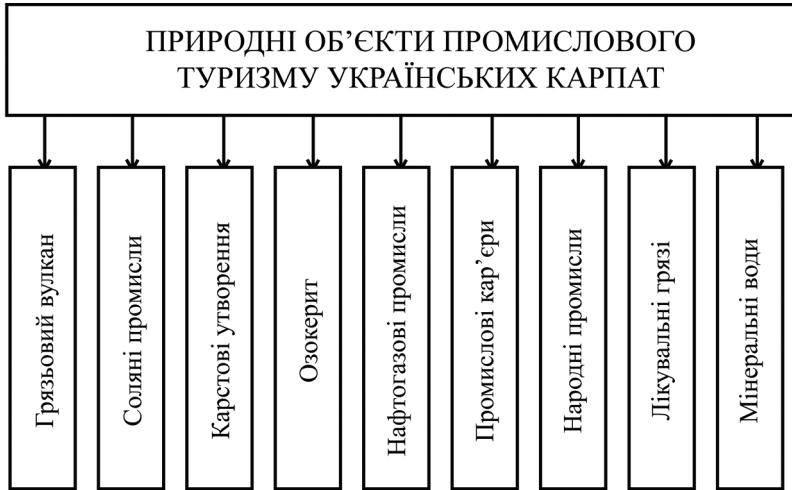 ПРИРОДНІ ОБ’ЄКТИ ПРОМИСЛОВОГО
ТУРИЗМУ УКРАЇНСЬКИХ КАРПАТ
Грязьовий вулкан
Соляні промисли
Карстові утворення
Озокерит
Нафтогазові промисли
Промислові кар’єри
Народні промисли
Лікувальні грязі
Мінеральні води